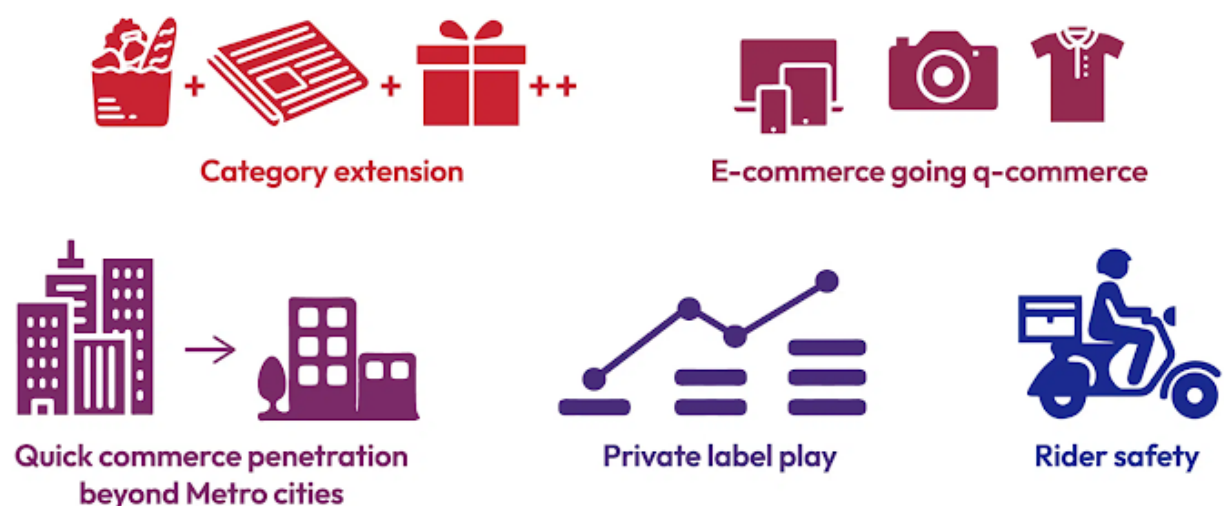 + + ++
Category extension
E-commerce going q-commerce
Quick commerce penetration
beyond Metro cities
Private label play
Rider safety